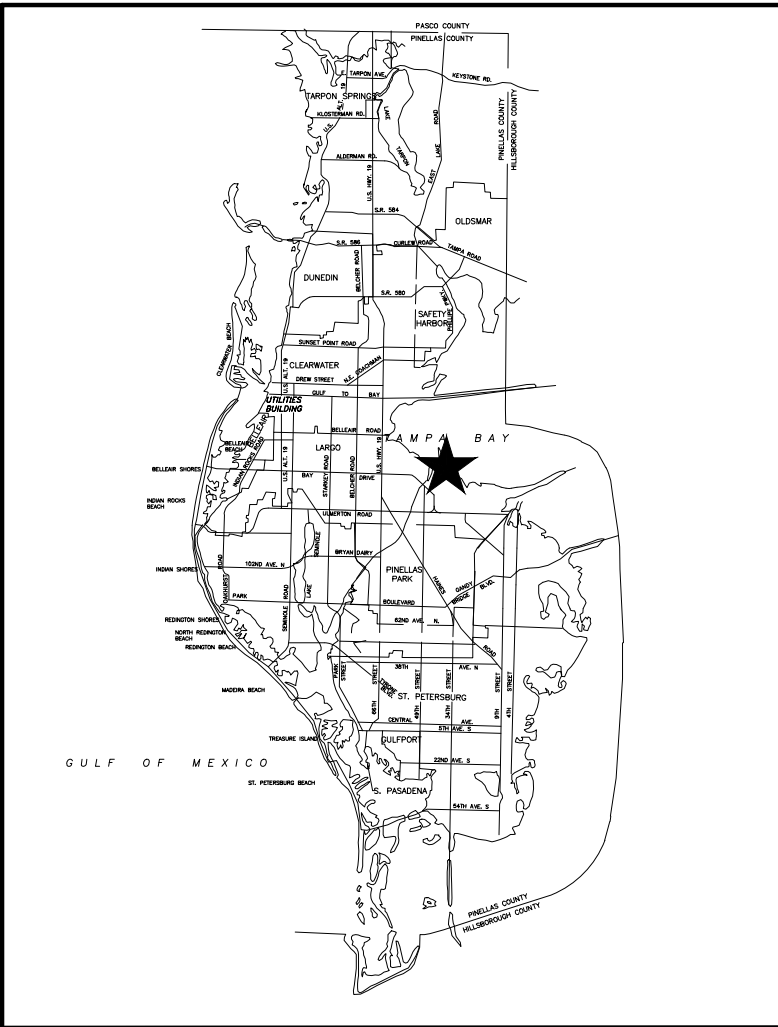 PASCO COUNTY
PINELLAS COUNTY
E. TARPON AVE.
KEYSTONE RD.
ALT. 19
TARPON SPRINGS
KLOSTERMAN RD.
U.S.
LAKE
TARPON
EAST LAKE ROAD
PINELLAS COUNTY
HILLSBOROUGH COUNTY
ALDERMAN RD.
U.S. HWY. 19
S.R. 584
OLDSMAR
S.R. 586
CURLEW ROAD
TAMPA ROAD
BELCHER ROAD
DUNEDIN
S.R. 580
SAFETY
HARBOR
PHILIPPE PKWY.
CLEARWATER BEACH
SUNSET POINT ROAD
CLEARWATER
U.S. ALT. 19
N.E. COACHMAN
DREW STREET
GULF TO BAY
UTILITIES
BUILDING
BELLEAIR
BELLEAIR ROAD
TAMPA BAY
BELLEAIR
BEACH
INDIAN ROCKS ROAD
LARGO
U.S. HWY. 19
BELLEAIR SHORES
U.S. ALT 19
BAY DRIVE
STARKEY ROAD
BELCHER ROAD
INDIAN ROCKS
BEACH
ULMERTON ROAD
SEMINOLE
BRYAN DAIRY
INDIAN SHORES
102ND AVE. N
PINELLAS
PARK
HAINES
ROAD
GANDY
BRIDGE BLVD.
OAKHURST ROAD
PARK BOULEVARD
SEMINOLE ROAD
LAKE
REDINGTON SHORES
62ND AVE. N.
NORTH REDINGTON
BEACH
REDINGTON BEACH
38TH AVE. N
PARK STREET
66TH STREET
TYRONE BLVD.
49TH STREET
34TH STREET
9TH STREET
4TH STREET
MADEIRA BEACH
ST. PETERSBURG
CENTRAL AVE.
5TH AVE. S
TREASURE ISLAND
GULFPORT
GULF OF MEXICO
22ND AVE. S
ST. PETERSBURG BEACH
S. PASADENA
54TH AVE. S
PINELLAS COUNTY
HILLSBOROUGH COUNTY